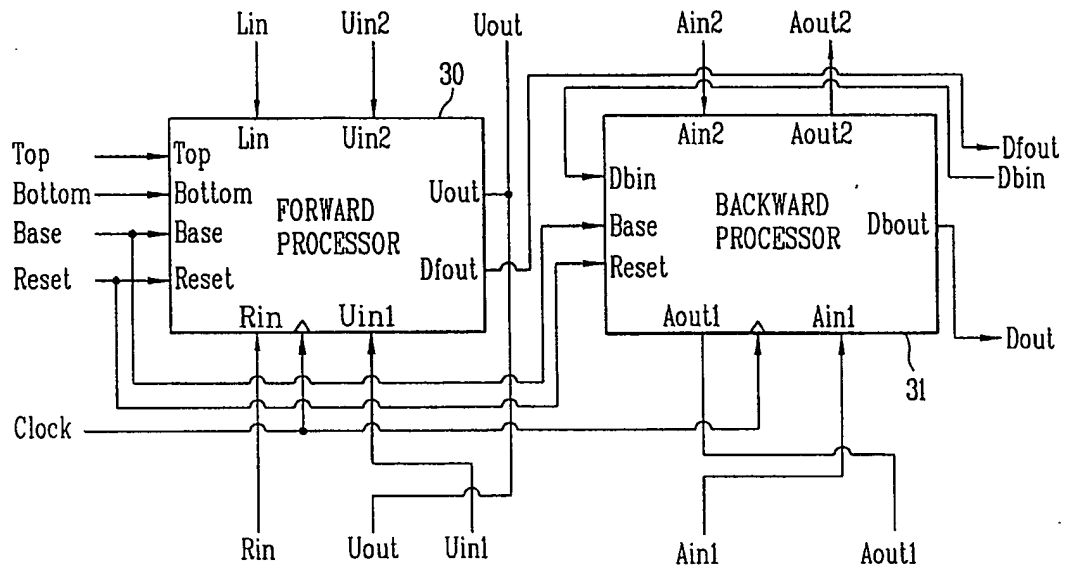 Lin
Uin2
Uout
Ain2
Aout2
30
Lin
Uin2
Ain2
Aout2
Top
Top
Dfout
Bottom
Bottom
Uout
Dbin
Dbin
Base
Base
FORWARD
PROCESSOR
Base
BACKWARD
PROCESSOR
Dbout
Reset
Reset
Dfout
Reset
Rin
Uin1
Aout1
Ain1
Dout
31
Clock
Rin
Uout
Uin1
Ain1
Aout1